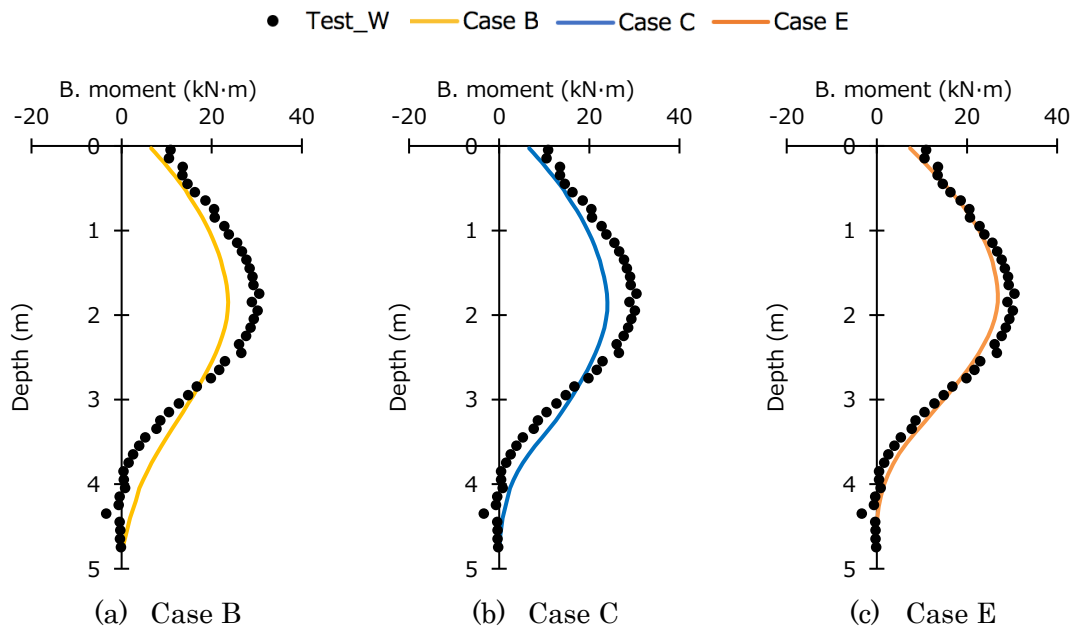 Test_W Case B Case C Case E
B. moment (kN·m) B. moment (kN·m) B. moment (kN·m)
-20 0 20 40 -20 0 20 40 -20 0 20 40
0 0 0
1 1 1
2 2 2
3 3 3
4 4 4
5 5 5
Depth (m) Depth (m) Depth (m)
(a) Case B (b) Case C (c) Case E